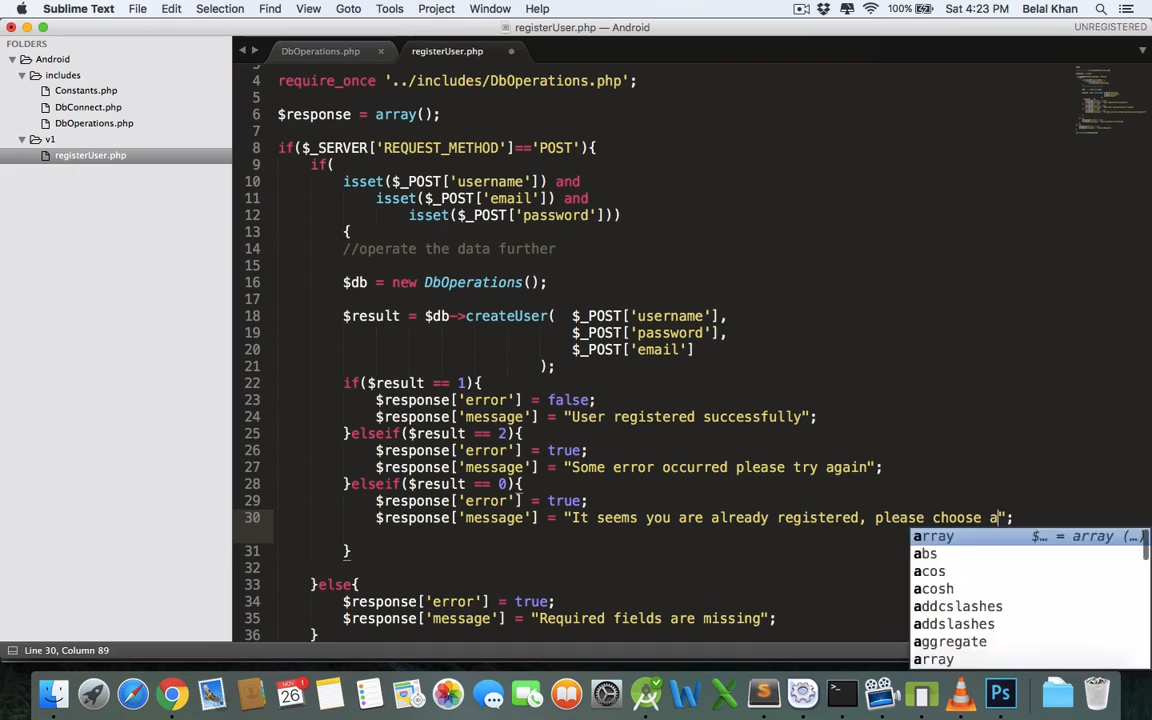 Sublime Text File Edit Selection Find View Goto Tools Project Window Help 100% Sat 4:23 PM Belal Khan
registerUser.php — Android UNREGISTERED
FOLDERS
Android
includes
Constants.php
DbConnect.php
DbOperations.php
v1
registerUser.php
DbOperations.php × registerUser.php
4 require_once '../includes/DbOperations.php';
5
6 $response = array();
7
8 if($_SERVER['REQUEST_METHOD']=='POST'){
9 if(
10 isset($_POST['username']) and
11 isset($_POST['email']) and
12 isset($_POST['password']))
13 {
14 //operate the data further
15
16 $db = new DbOperations();
17
18 $result = $db->createUser( $_POST['username'],
19 $_POST['password'],
20 $_POST['email']
21 );
22 if($result == 1){
23 $response['error'] = false;
24 $response['message'] = "User registered successfully";
25 }elseif($result == 2){
26 $response['error'] = true;
27 $response['message'] = "Some error occurred please try again";
28 }elseif($result == 0){
29 $response['error'] = true;
30 $response['message'] = "It seems you are already registered, please choose a";
31 }
32
33 }else{
34 $response['error'] = true;
35 $response['message'] = "Required fields are missing";
36 }
array $… = array (…)
abs
acos
acosh
addcslashes
addslashes
aggregate
array
Line 30, Column 89
NOV
26